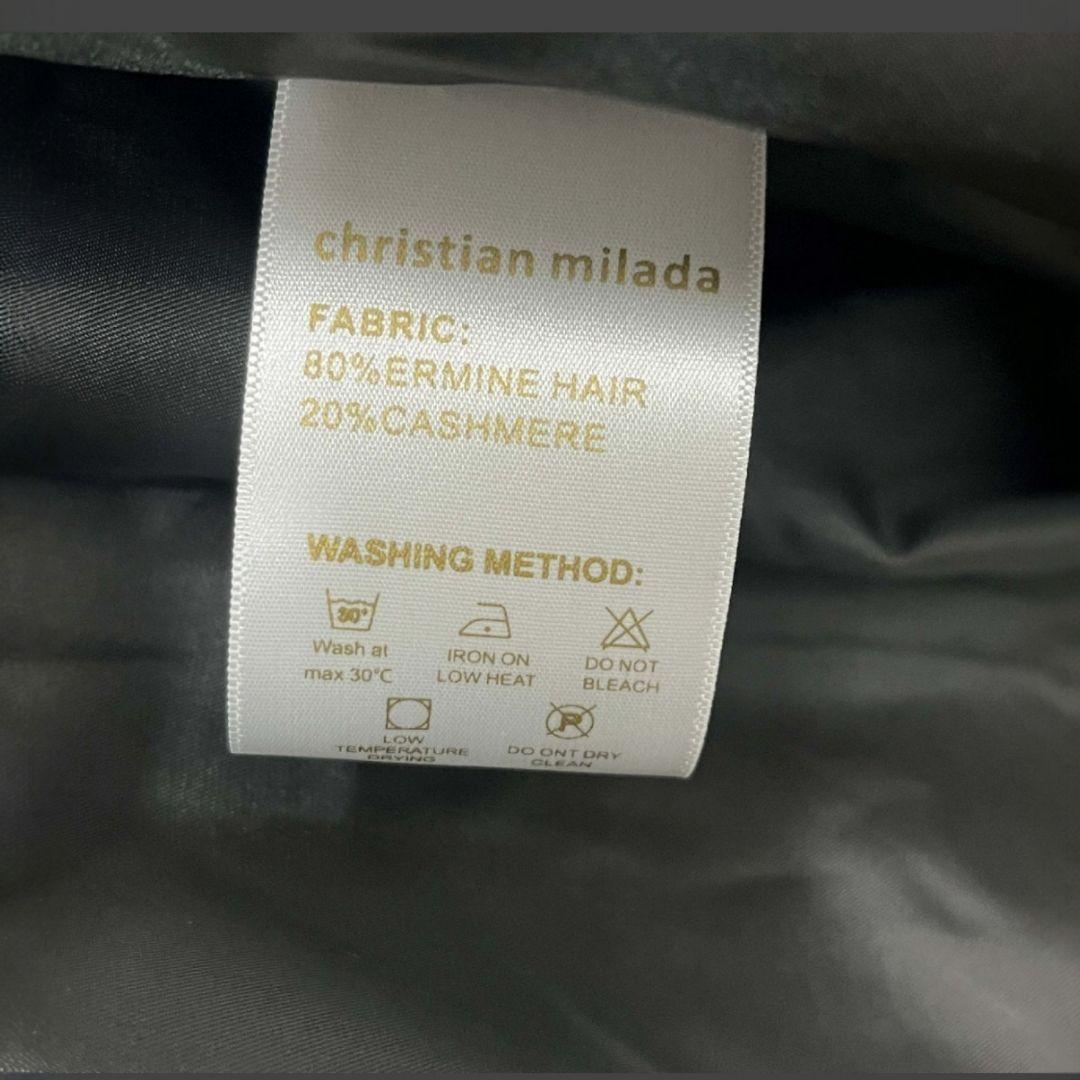 christian milada
FABRIC:
80%ERMINE HAIR
20%CASHMERE
WASHING METHOD:
30°
Wash at
max 30°C
IRON ON
LOW HEAT
DO NOT
BLEACH
P
LOW
TEMPERATURE
DRYING
DO ONT DRY
CLEAN